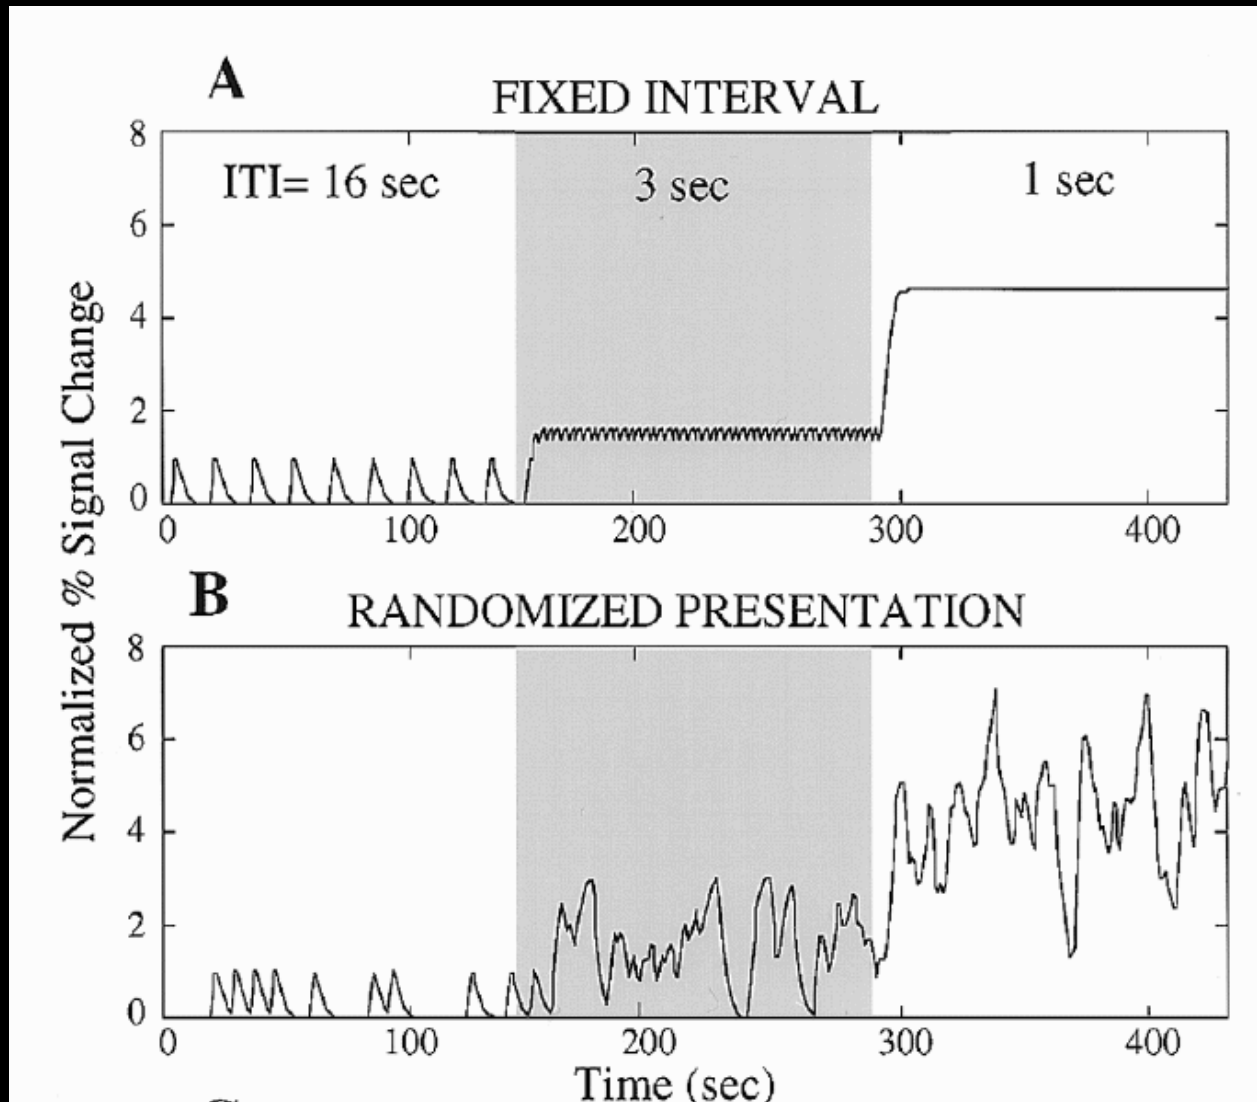 A
FIXED INTERVAL
8
6
4
2
0
ITI= 16 sec
3 sec
1 sec
0 100 200 300 400
Normalized % Signal Change
B
RANDOMIZED PRESENTATION
8
6
4
2
0
0 100 200 300 400
Time (sec)